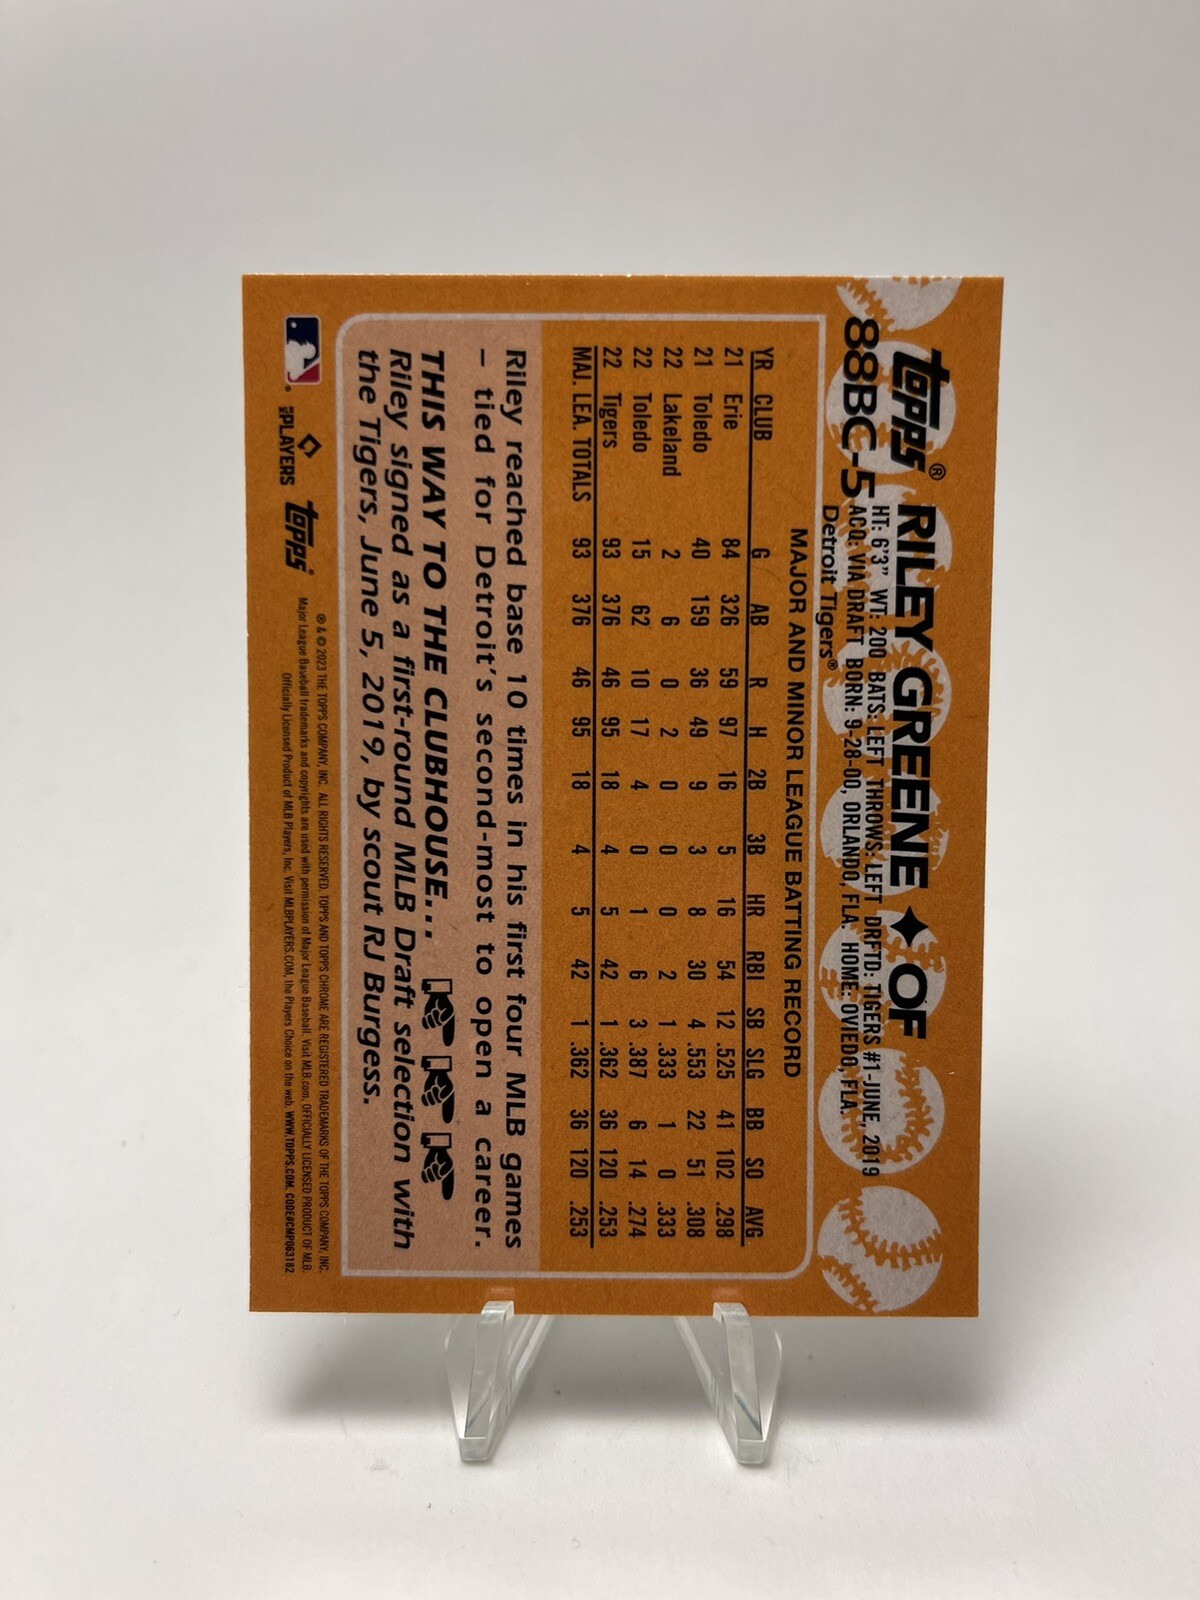 topps®
88BC-5
RILEY GREENE ✦ OF
HT: 6'3" WT: 200 BATS: LEFT THROWS: LEFT DRFTD: TIGERS #1-JUNE, 2019
ACQ: VIA DRAFT BORN: 9-28-00, ORLANDO, FLA. HOME: OVIEDO, FLA.
Detroit Tigers®
MAJOR AND MINOR LEAGUE BATTING RECORD
YR CLUB G AB R H 2B 3B HR RBI SB SLG BB SO AVG
21 Erie 84 326 59 97 16 5 16 54 12 .525 41 102 .298
21 Toledo 40 159 36 49 9 3 8 30 4 .553 22 51 .308
22 Lakeland 2 6 0 2 0 0 0 2 1 .333 1 0 .333
22 Toledo 15 62 10 17 4 0 1 6 3 .387 6 14 .274
22 Tigers 93 376 46 95 18 4 5 42 1 .362 36 120 .253
MAJ. LEA. TOTALS 93 376 46 95 18 4 5 42 1 .362 36 120 .253
Riley reached base 10 times in his first four MLB games
– tied for Detroit's second-most to open a career.
THIS WAY TO THE CLUBHOUSE...
Riley signed as a first-round MLB Draft selection with
the Tigers, June 5, 2019, by scout RJ Burgess.
MLB PLAYERS
topps®
® & © 2023 THE TOPPS COMPANY, INC. ALL RIGHTS RESERVED. TOPPS AND TOPPS CHROME ARE REGISTERED TRADEMARKS OF THE TOPPS COMPANY, INC.
Major League Baseball trademarks and copyrights are used with permission of Major League Baseball. Visit MLB.com. OFFICIALLY LICENSED PRODUCT OF MLB.
Officially Licensed Product of MLB Players, Inc. Visit MLBPLAYERS.COM, the Players Choice on the web. WWW.TOPPS.COM. CODE#CMP063182